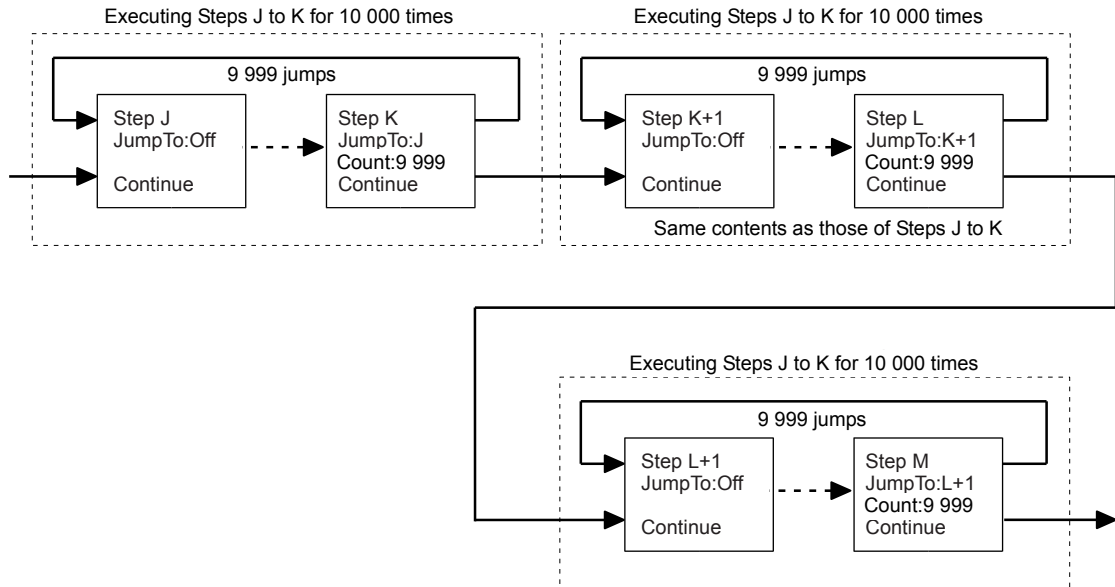 Executing Steps J to K for 10 000 times
9 999 jumps
Step J
JumpTo:Off
Continue
Step K
JumpTo:J
Count:9 999
Continue
Executing Steps J to K for 10 000 times
9 999 jumps
Step K+1
JumpTo:Off
Continue
Step L
JumpTo:K+1
Count:9 999
Continue
Same contents as those of Steps J to K
Executing Steps J to K for 10 000 times
9 999 jumps
Step L+1
JumpTo:Off
Continue
Step M
JumpTo:L+1
Count:9 999
Continue